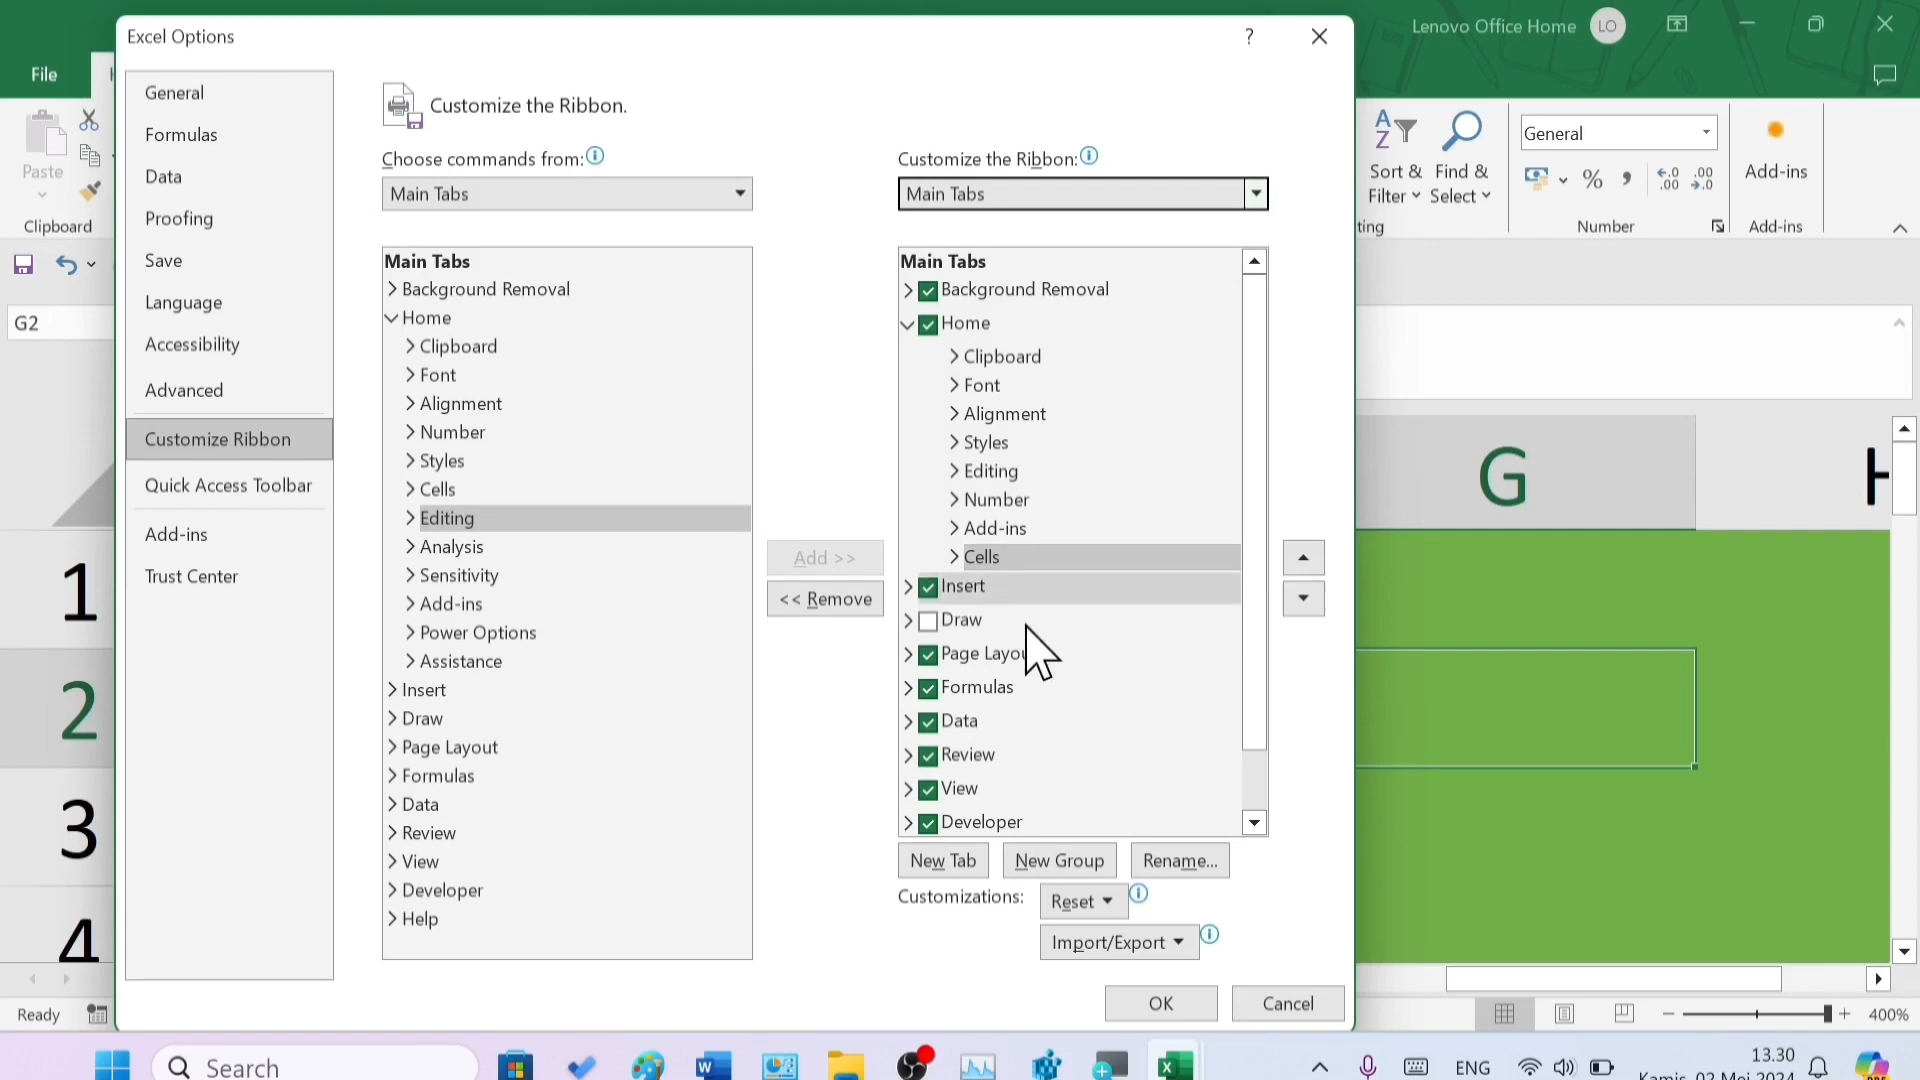 Excel Options
?
Lenovo Office Home
LO
File
General
Formulas
Data
Proofing
Save
Language
Accessibility
Advanced
Customize Ribbon
Quick Access Toolbar
Add-ins
Trust Center
Customize the Ribbon.
Choose commands from:
Main Tabs
Main Tabs
Background Removal
Home
Clipboard
Font
Alignment
Number
Styles
Cells
Editing
Analysis
Sensitivity
Add-ins
Power Options
Assistance
Insert
Draw
Page Layout
Formulas
Data
Review
View
Developer
Help
Add >>
<< Remove
Customize the Ribbon:
Main Tabs
Main Tabs
Background Removal
Home
Clipboard
Font
Alignment
Styles
Editing
Number
Add-ins
Cells
Insert
Draw
Page Layou
Formulas
Data
Review
View
Developer
New Tab
New Group
Rename...
Customizations:
Reset
Import/Export
OK
Cancel
Paste
Clipboard
G2
1
2
3
4
Ready
Sort & Filter
Find & Select
ting
General
% , .00 .00
Number
Add-ins
Add-ins
G
H
400%
Search
ENG
13.30
Kamis, 02 Mei 2024